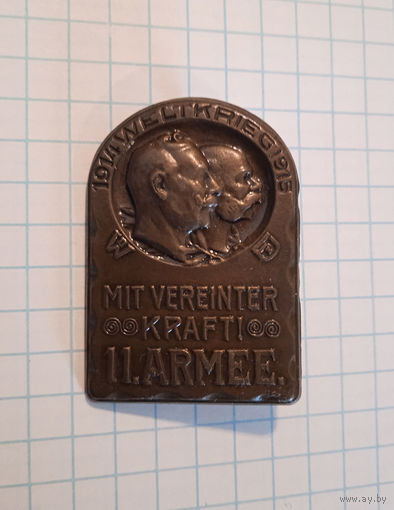 1914 WELTKRIEG 1915
W
MIT VEREINTER
KRAFT!
11. ARMEE.
www.ay.by